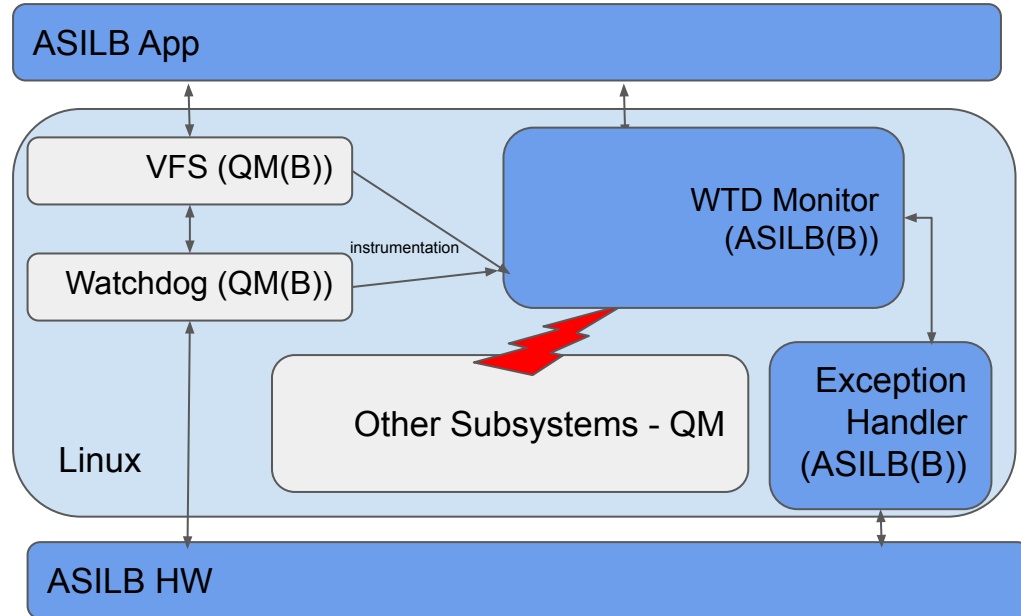 ASILB App
VFS (QM(B))
WTD Monitor
(ASILB(B))
instrumentation
Watchdog (QM(B))
Other Subsystems - QM
Exception
Handler
(ASILB(B))
Linux
ASILB HW